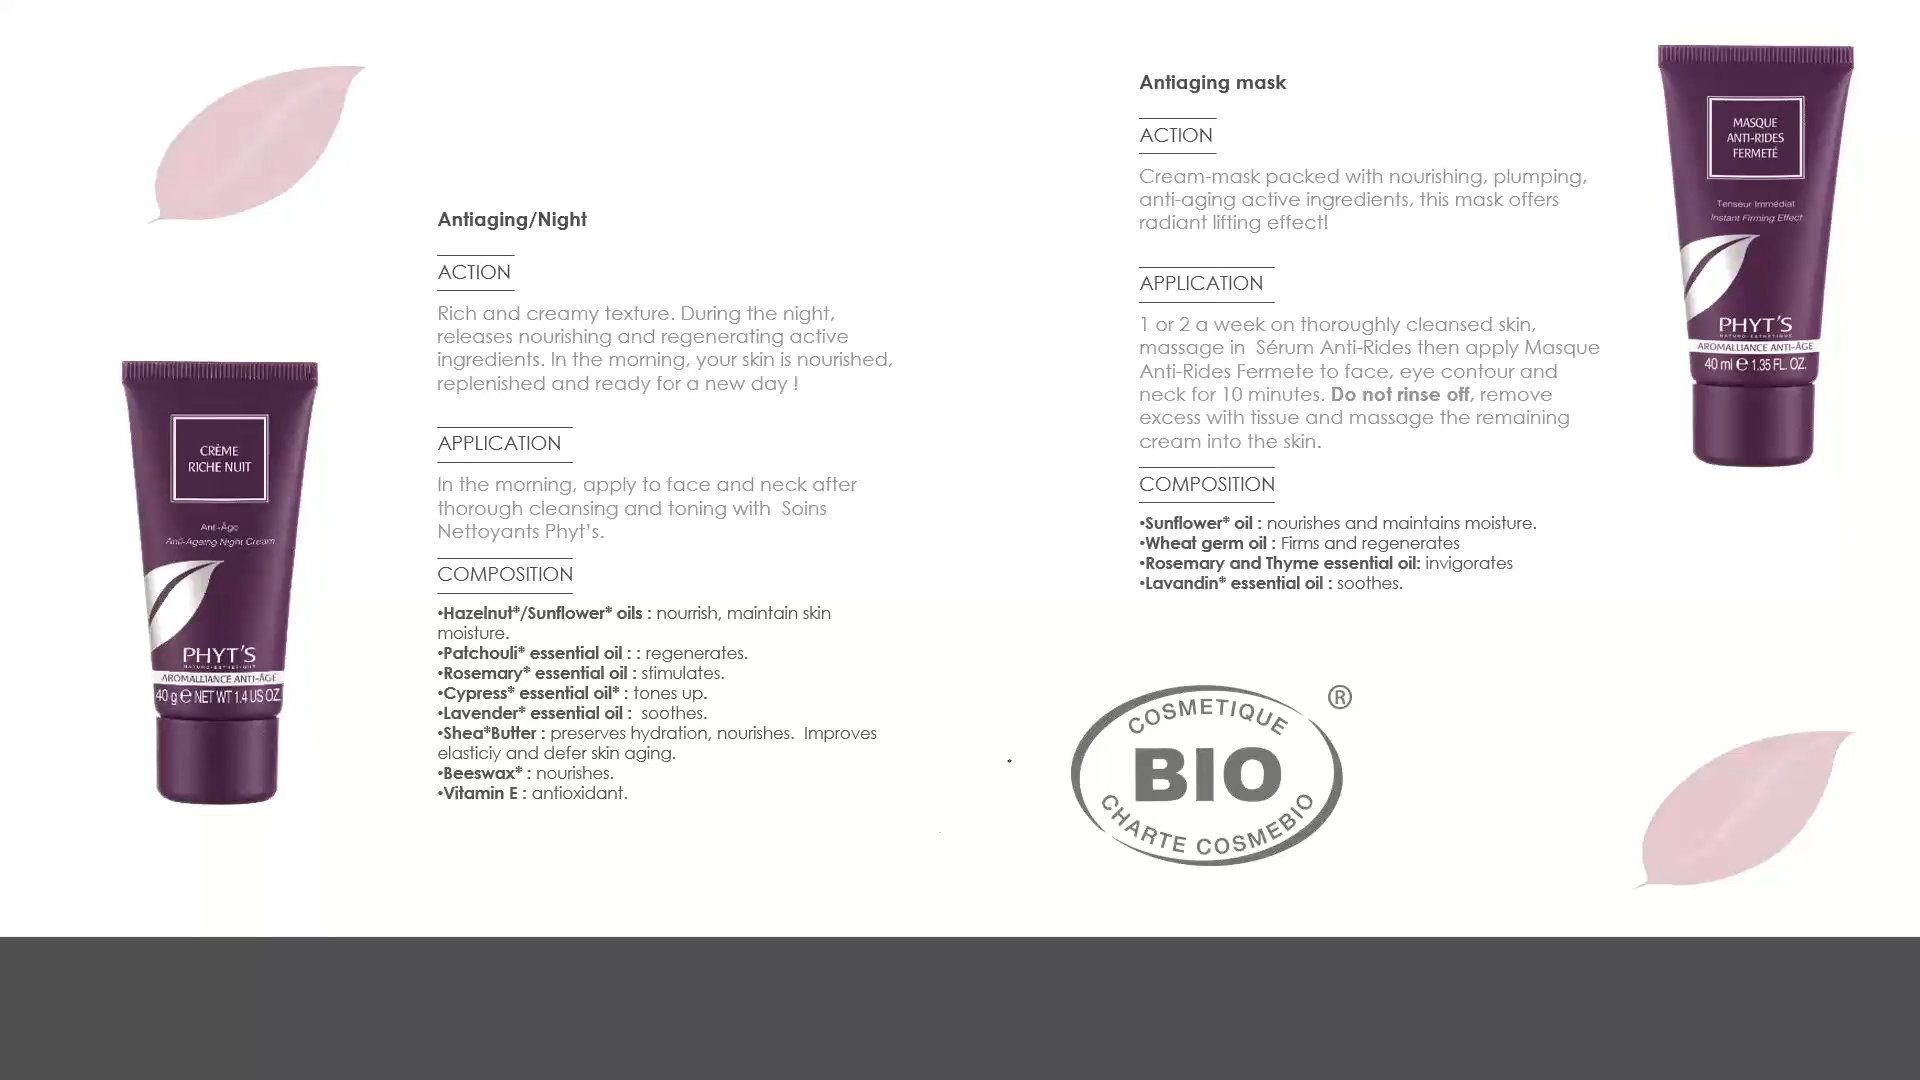 Antiaging/Night
ACTION
Rich and creamy texture. During the night,
releases nourishing and regenerating active
ingredients. In the morning, your skin is nourished,
replenished and ready for a new day !
APPLICATION
In the morning, apply to face and neck after
thorough cleansing and toning with  Soins
Nettoyants Phyt's.
COMPOSITION
•Hazelnut*/Sunflower* oils : nourrish, maintain skin
moisture.
•Patchouli* essential oil : : regenerates.
•Rosemary* essential oil : stimulates.
•Cypress* essential oil* : tones up.
•Lavender* essential oil :  soothes.
•Shea*Butter : preserves hydration, nourishes.  Improves
elasticiy and defer skin aging.
•Beeswax* : nourishes.
•Vitamin E : antioxidant.
CRÈME
RICHE NUIT
Anti-Âge
Anti-Ageing Night Cream
PHYT'S
NATURO-ESTHETIQUE
AROMALLIANCE ANTI-ÂGE
40 g e NET WT 1.4 US OZ.
Antiaging mask
ACTION
Cream-mask packed with nourishing, plumping,
anti-aging active ingredients, this mask offers
radiant lifting effect!
APPLICATION
1 or 2 a week on thoroughly cleansed skin,
massage in  Sérum Anti-Rides then apply Masque
Anti-Rides Fermete to face, eye contour and
neck for 10 minutes. Do not rinse off, remove
excess with tissue and massage the remaining
cream into the skin.
COMPOSITION
•Sunflower* oil : nourishes and maintains moisture.
•Wheat germ oil : Firms and regenerates
•Rosemary and Thyme essential oil: invigorates
•Lavandin* essential oil : soothes.
MASQUE
ANTI-RIDES
FERMETÉ
Tenseur Immédiat
Instant Firming Effect
PHYT'S
NATURO-ESTHETIQUE
AROMALLIANCE ANTI-ÂGE
40 ml e 1.35 FL. OZ.
COSMETIQUE
®
BIO
CHARTE COSMEBIO